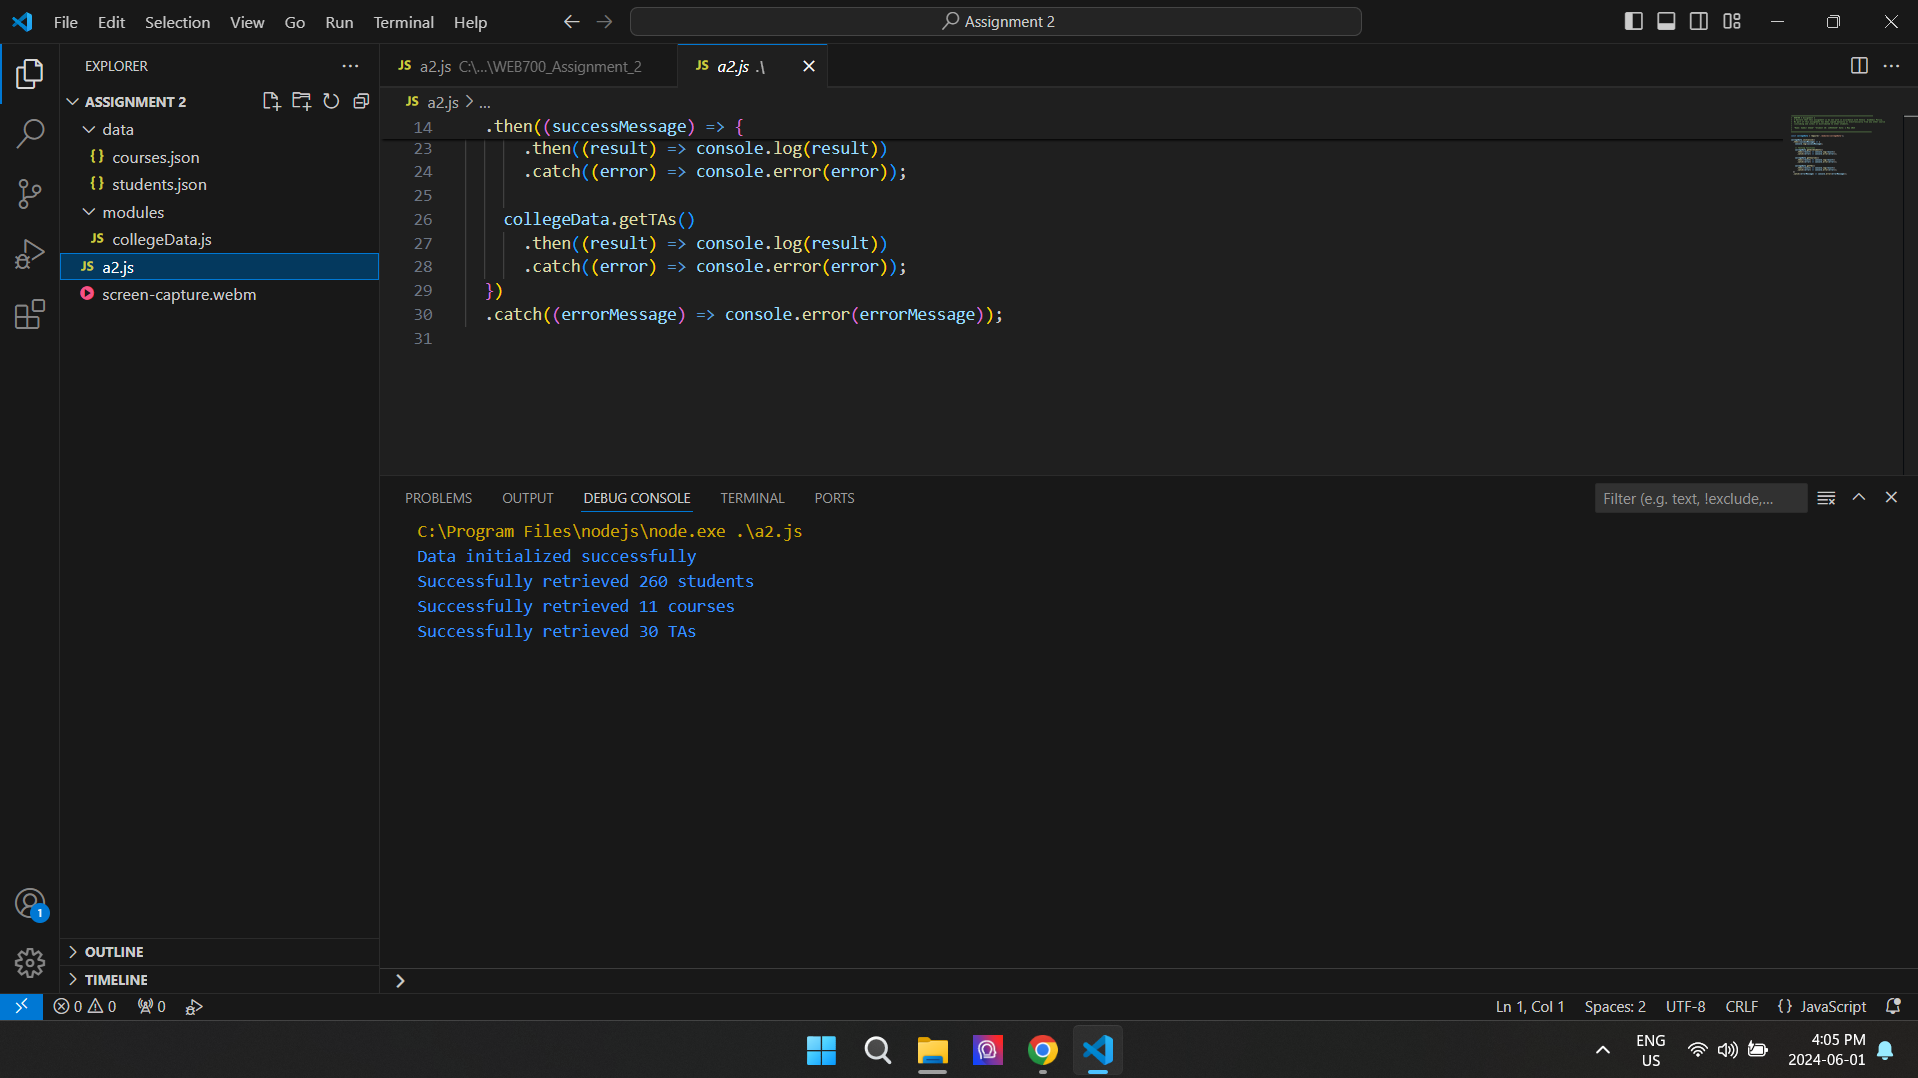 File Edit Selection View Go Run Terminal Help
Assignment 2
EXPLORER
ASSIGNMENT 2
data
{} courses.json
{} students.json
modules
JS collegeData.js
JS a2.js
screen-capture.webm
OUTLINE
TIMELINE
JS a2.js C:\...\WEB700_Assignment_2
JS a2.js .\
JS a2.js > ...
14 .then((successMessage) => {
23 .then((result) => console.log(result))
24 .catch((error) => console.error(error));
25
26 collegeData.getTAs()
27 .then((result) => console.log(result))
28 .catch((error) => console.error(error));
29 })
30 .catch((errorMessage) => console.error(errorMessage));
31
PROBLEMS OUTPUT DEBUG CONSOLE TERMINAL PORTS
Filter (e.g. text, !exclude,...
C:\Program Files\nodejs\node.exe .\a2.js
Data initialized successfully
Successfully retrieved 260 students
Successfully retrieved 11 courses
Successfully retrieved 30 TAs
1
0 0 0
Ln 1, Col 1 Spaces: 2 UTF-8 CRLF {} JavaScript
ENG
US
4:05 PM
2024-06-01